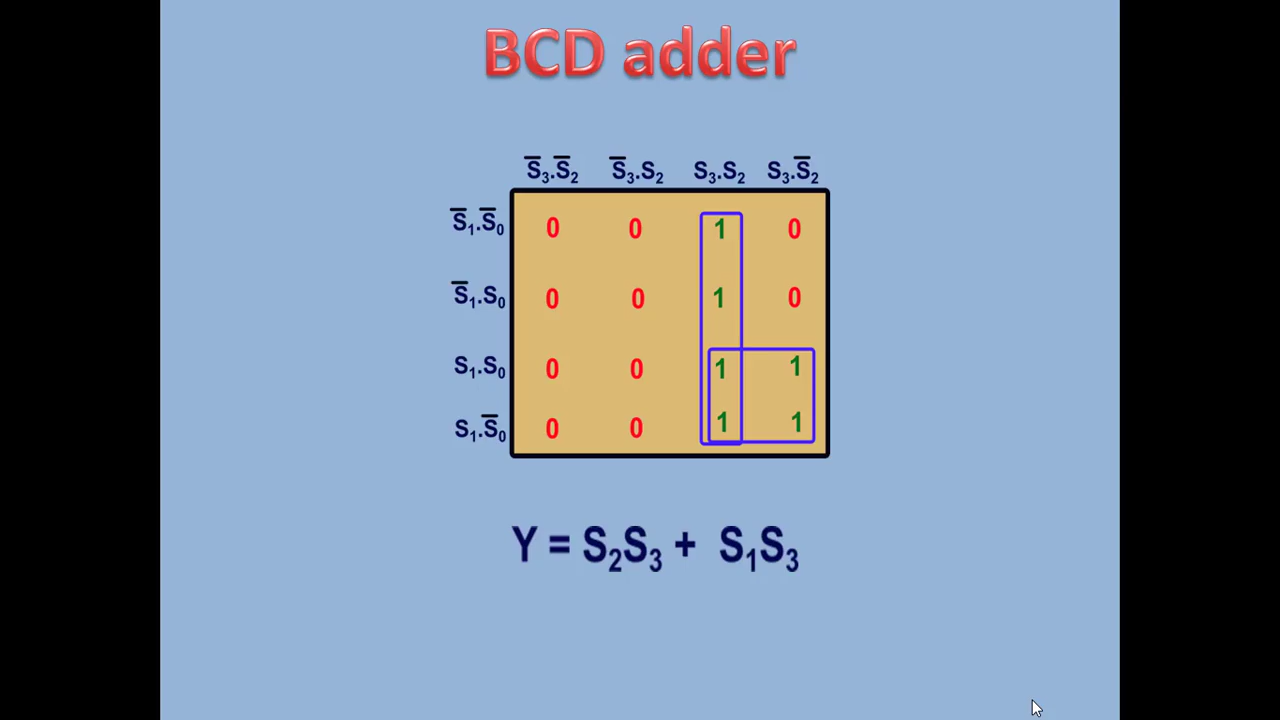 BCD adder
S̅₃.S̅₂ S̅₃.S₂ S₃.S₂ S₃.S̅₂
S̅₁.S̅₀ 0 0 1 0
S̅₁.S₀ 0 0 1 0
S₁.S₀ 0 0 1 1
S₁.S̅₀ 0 0 1 1
Y = S₂S₃ + S₁S₃